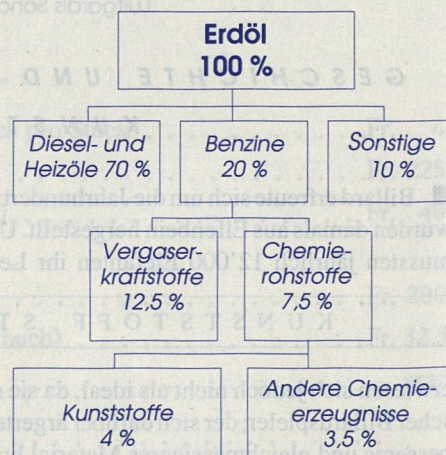 Erdöl
100 %
Diesel- und
Heizöle 70 %
Benzine
20 %
Sonstige
10 %
Vergaser-
kraftstoffe
12,5 %
Chemie-
rohstoffe
7,5 %
Kunststoffe
4 %
Andere Chemie-
erzeugnisse
3,5 %